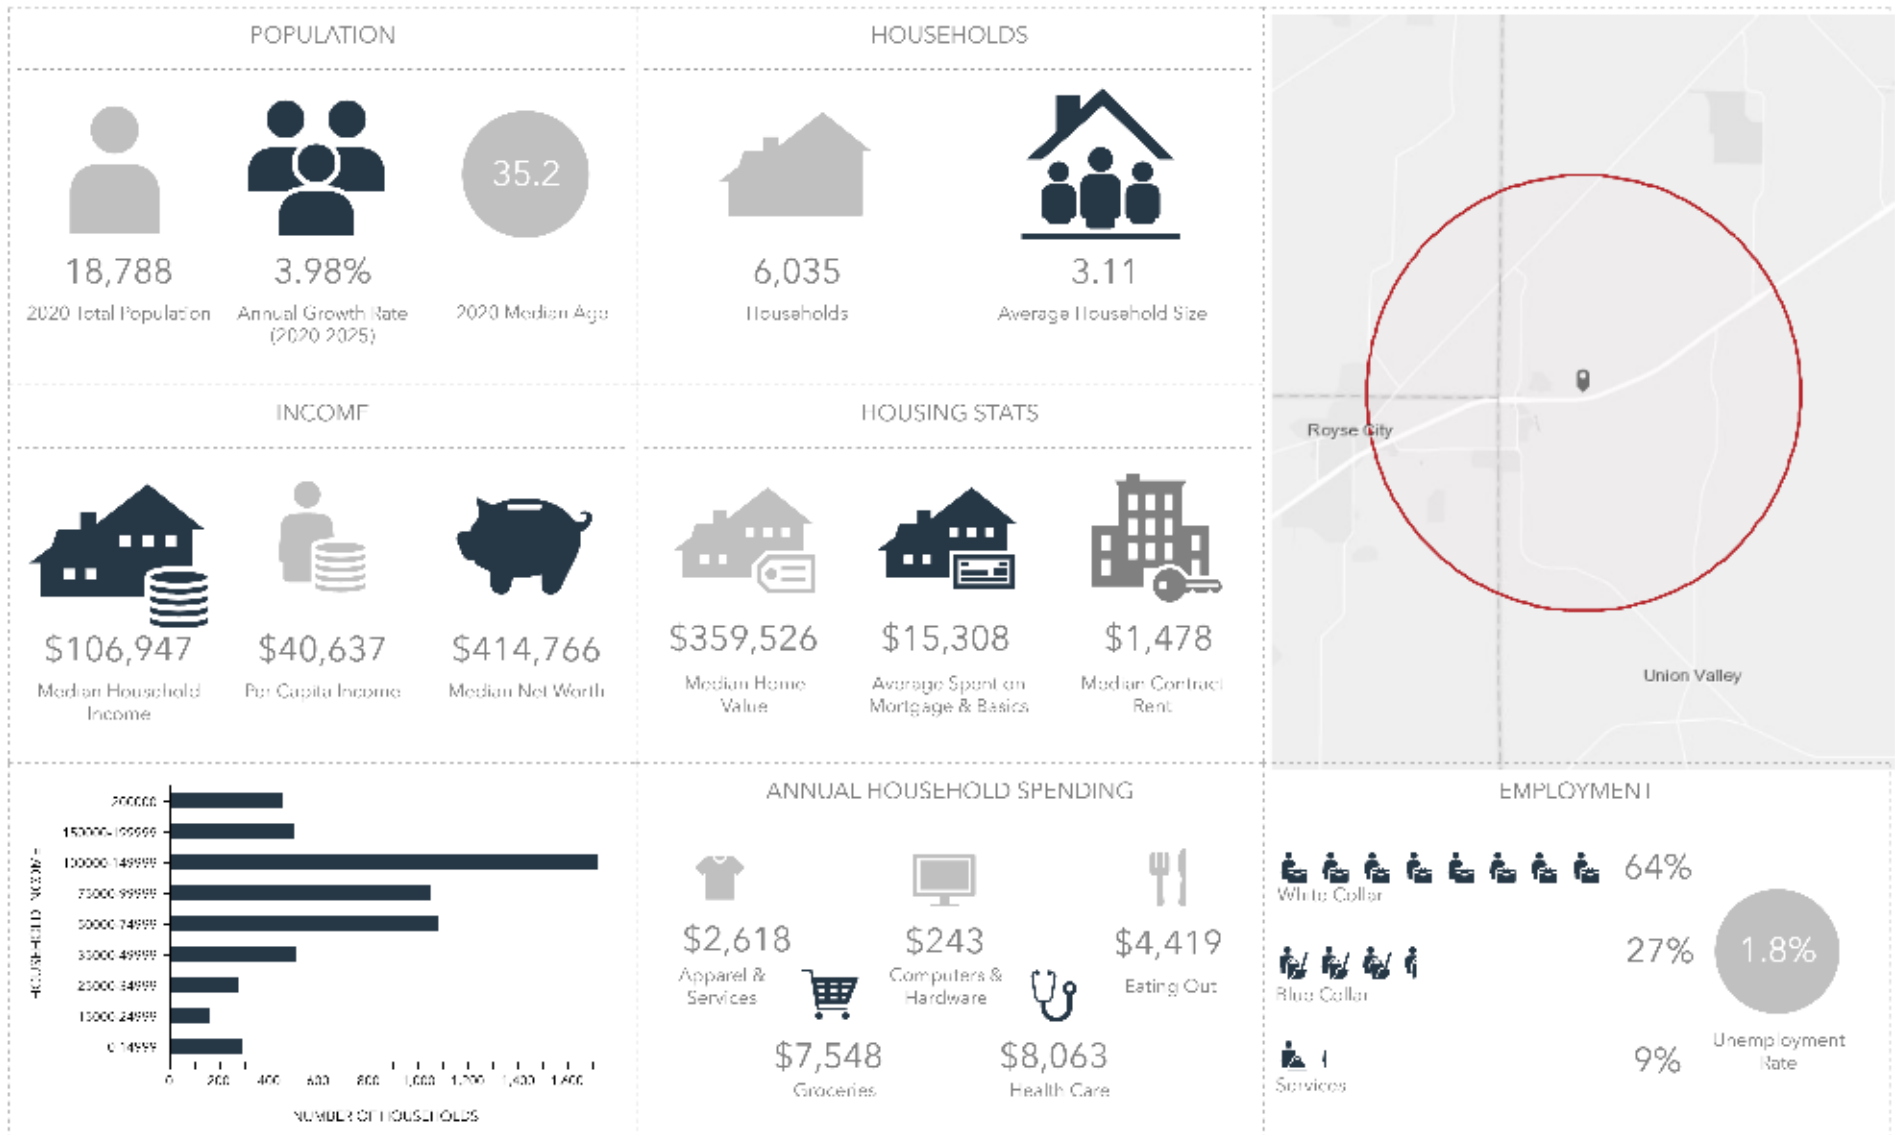 POPULATION
18,788
2020 Total Population
3.98%
Annual Growth Rate
(2020-2025)
35.2
2020 Median Age
HOUSEHOLDS
6,035
Households
3.11
Average Household Size
Royse City
Union Valley
INCOME
$106,947
Median Household
Income
$40,637
Per Capita Income
$414,766
Median Net Worth
HOUSING STATS
$359,526
Median Home
Value
$15,308
Average Spent on
Mortgage & Basics
$1,478
Median Contract
Rent
HOUSEHOLD INCOME
200000
150000-199999
100000-149999
75000-99999
50000-74999
35000-49999
25000-34999
15000-24999
0-14999
0 200 400 600 800 1,000 1,200 1,400 1,600
NUMBER OF HOUSEHOLDS
ANNUAL HOUSEHOLD SPENDING
$2,618
Apparel &
Services
$243
Computers &
Hardware
$4,419
Eating Out
$7,548
Groceries
$8,063
Health Care
EMPLOYMENT
64%
White Collar
27%
Blue Collar
9%
Services
1.8%
Unemployment
Rate